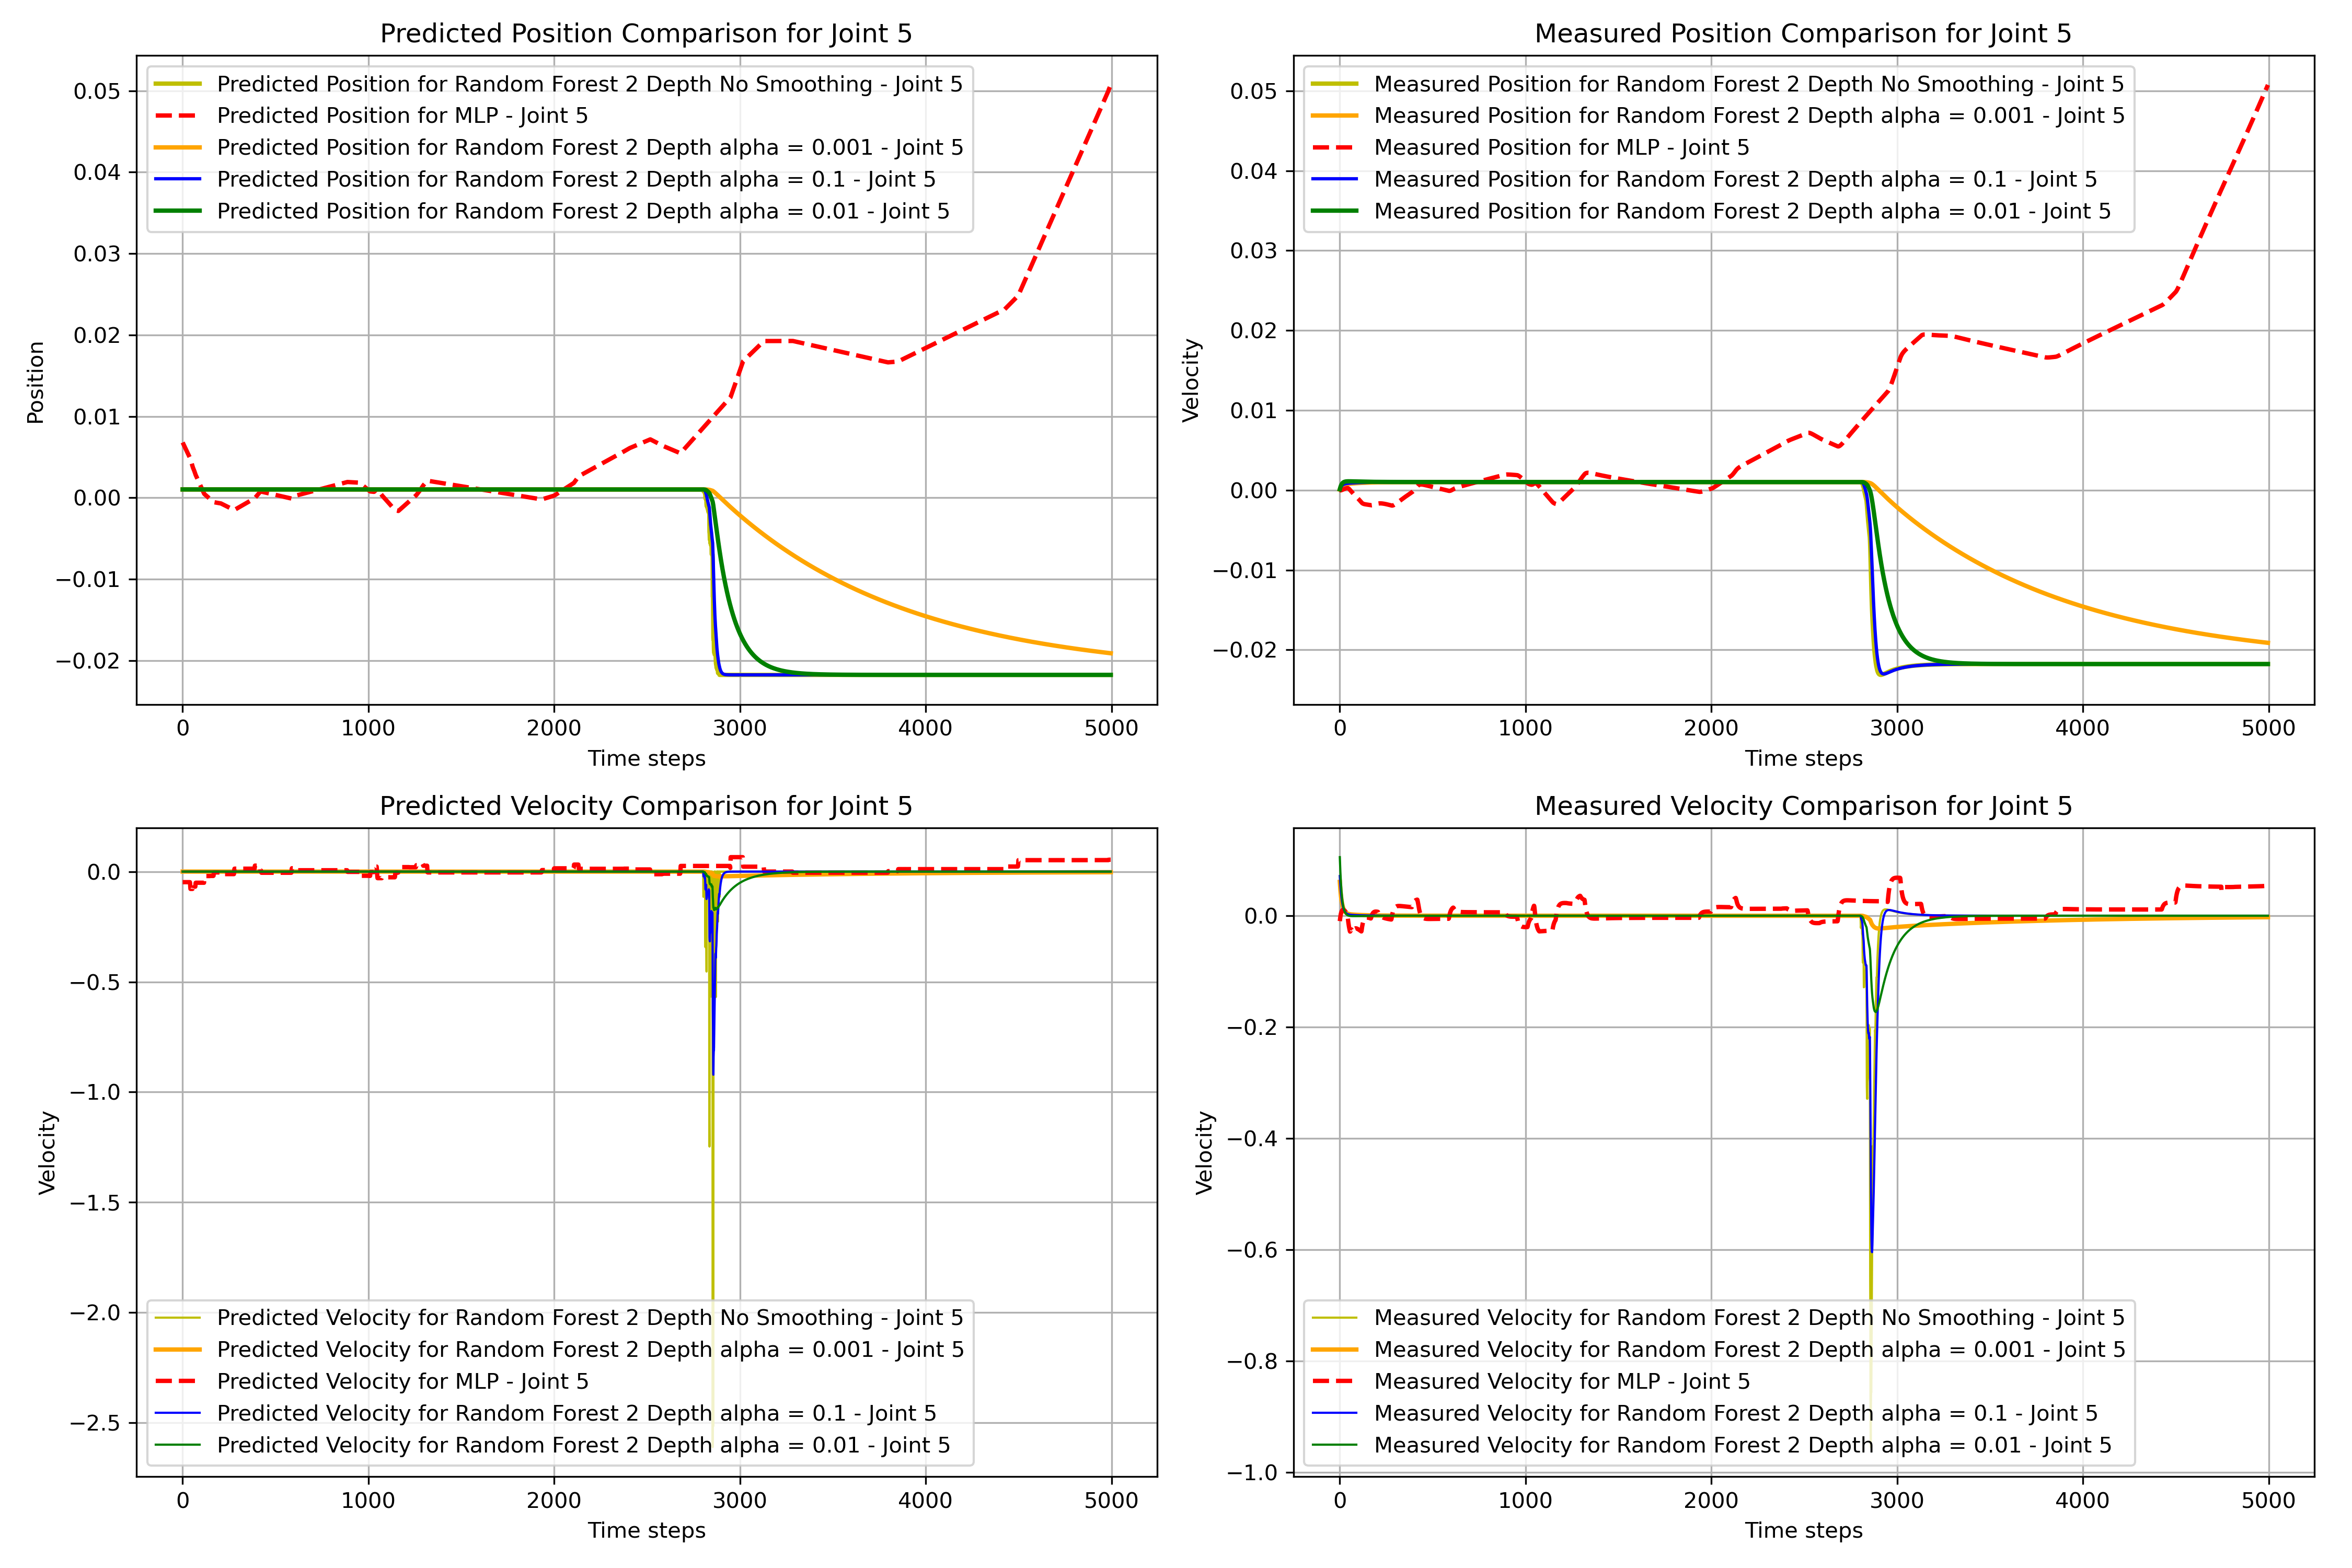 Predicted Position Comparison for Joint 5
Position
0.05
0.04
0.03
0.02
0.01
0.00
−0.01
−0.02
Predicted Position for Random Forest 2 Depth No Smoothing - Joint 5
Predicted Position for MLP - Joint 5
Predicted Position for Random Forest 2 Depth alpha = 0.001 - Joint 5
Predicted Position for Random Forest 2 Depth alpha = 0.1 - Joint 5
Predicted Position for Random Forest 2 Depth alpha = 0.01 - Joint 5
0 1000 2000 3000 4000 5000
Time steps
Measured Position Comparison for Joint 5
Velocity
0.05
0.04
0.03
0.02
0.01
0.00
−0.01
−0.02
Measured Position for Random Forest 2 Depth No Smoothing - Joint 5
Measured Position for Random Forest 2 Depth alpha = 0.001 - Joint 5
Measured Position for MLP - Joint 5
Measured Position for Random Forest 2 Depth alpha = 0.1 - Joint 5
Measured Position for Random Forest 2 Depth alpha = 0.01 - Joint 5
0 1000 2000 3000 4000 5000
Time steps
Predicted Velocity Comparison for Joint 5
Velocity
0.0
−0.5
−1.0
−1.5
−2.0
−2.5
Predicted Velocity for Random Forest 2 Depth No Smoothing - Joint 5
Predicted Velocity for Random Forest 2 Depth alpha = 0.001 - Joint 5
Predicted Velocity for MLP - Joint 5
Predicted Velocity for Random Forest 2 Depth alpha = 0.1 - Joint 5
Predicted Velocity for Random Forest 2 Depth alpha = 0.01 - Joint 5
0 1000 2000 3000 4000 5000
Time steps
Measured Velocity Comparison for Joint 5
Velocity
0.0
−0.2
−0.4
−0.6
−0.8
−1.0
Measured Velocity for Random Forest 2 Depth No Smoothing - Joint 5
Measured Velocity for Random Forest 2 Depth alpha = 0.001 - Joint 5
Measured Velocity for MLP - Joint 5
Measured Velocity for Random Forest 2 Depth alpha = 0.1 - Joint 5
Measured Velocity for Random Forest 2 Depth alpha = 0.01 - Joint 5
0 1000 2000 3000 4000 5000
Time steps